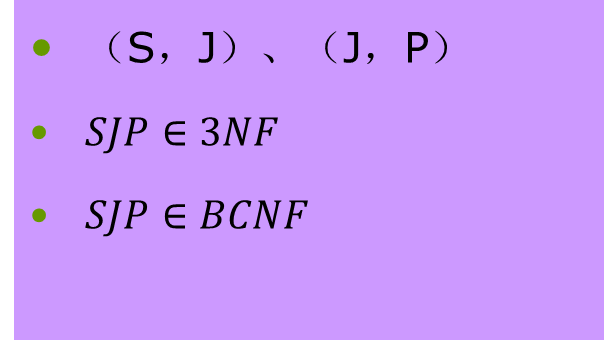 （S，J）、（J，P）
SJP ∈ 3NF
SJP ∈ BCNF